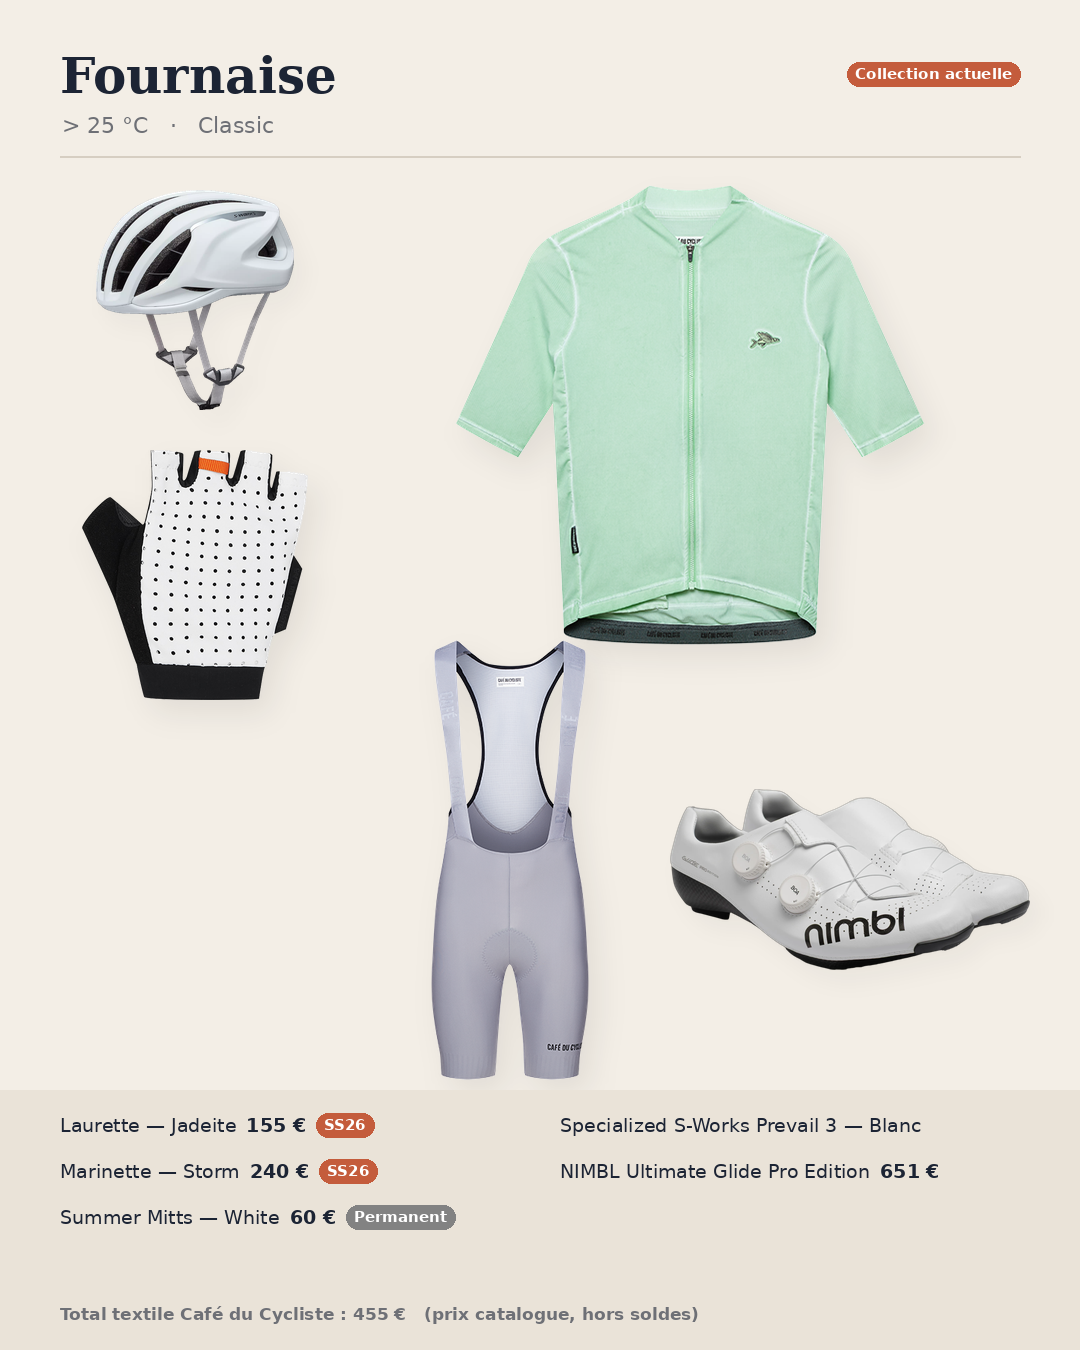 Fournaise
Collection actuelle
> 25 °C · Classic
CAFÉ DU CYCL
nimbl
Laurette — Jadeite 155 € SS26
Marinette — Storm 240 € SS26
Summer Mitts — White 60 € Permanent
Specialized S-Works Prevail 3 — Blanc
NIMBL Ultimate Glide Pro Edition 651 €
Total textile Café du Cycliste : 455 € (prix catalogue, hors soldes)